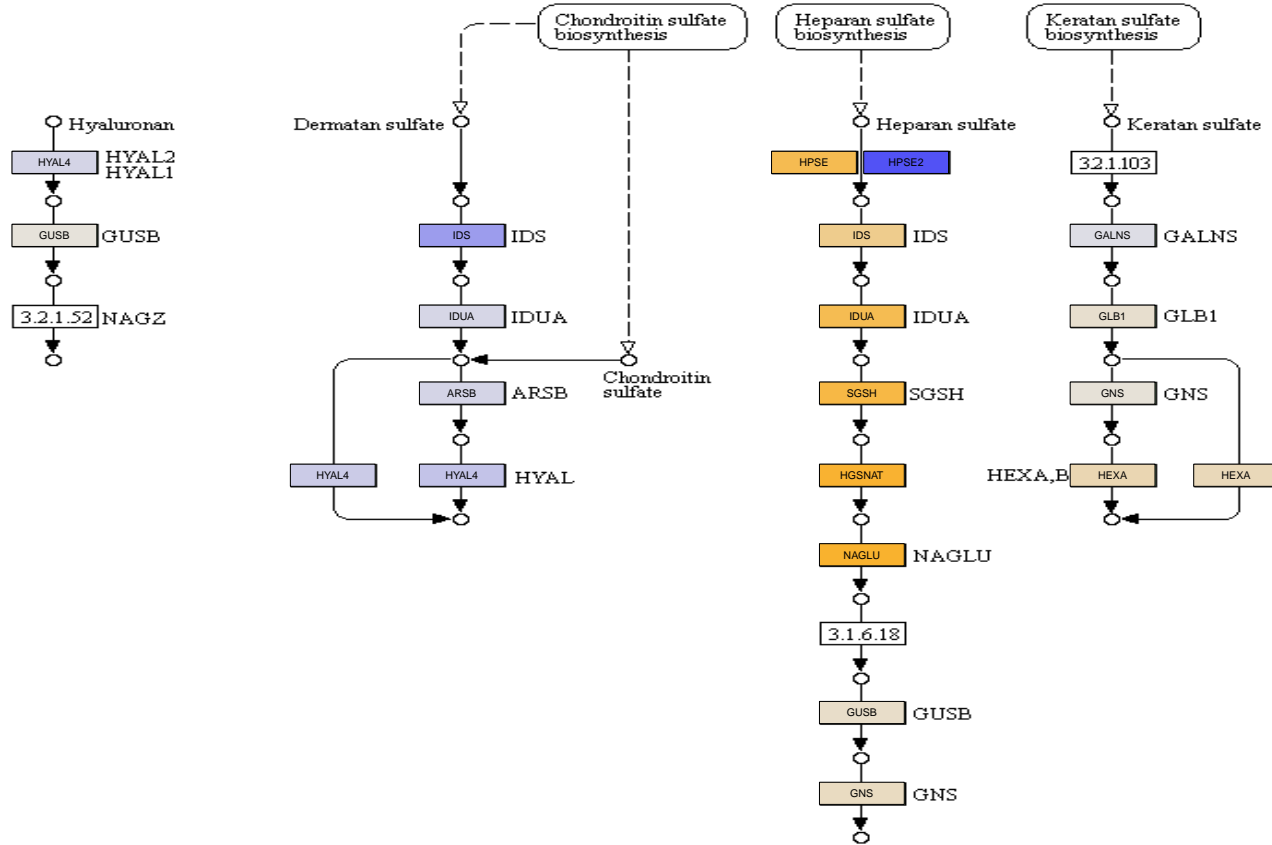 Chondroitin sulfate
biosynthesis
Heparan sulfate
biosynthesis
Keratan sulfate
biosynthesis
Hyaluronan
HYAL4
HYAL2
HYAL1
GUSB
GUSB
3.2.1.52
NAGZ
Dermatan sulfate
IDS
IDS
IDUA
IDUA
Chondroitin
sulfate
ARSB
ARSB
HYAL4
HYAL4
HYAL
Heparan sulfate
HPSE
HPSE2
IDS
IDS
IDUA
IDUA
SGSH
SGSH
HGSNAT
NAGLU
NAGLU
3.1.6.18
GUSB
GUSB
GNS
GNS
Keratan sulfate
3.2.1.103
GALNS
GALNS
GLB1
GLB1
GNS
GNS
HEXA,B
HEXA
HEXA